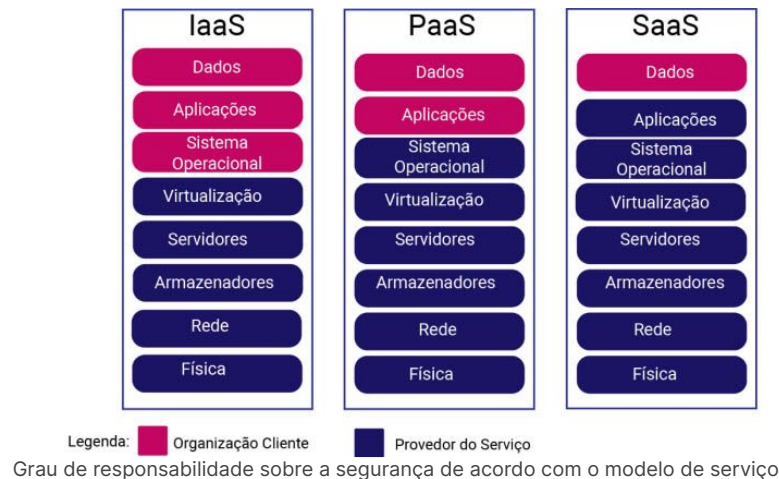 IaaS
Dados
Aplicações
Sistema
Operacional
Virtualização
Servidores
Armazenadores
Rede
Física
PaaS
Dados
Aplicações
Sistema
Operacional
Virtualização
Servidores
Armazenadores
Rede
Física
SaaS
Dados
Aplicações
Sistema
Operacional
Virtualização
Servidores
Armazenadores
Rede
Física
Legenda:
Organização Cliente
Provedor do Serviço
Grau de responsabilidade sobre a segurança de acordo com o modelo de serviço